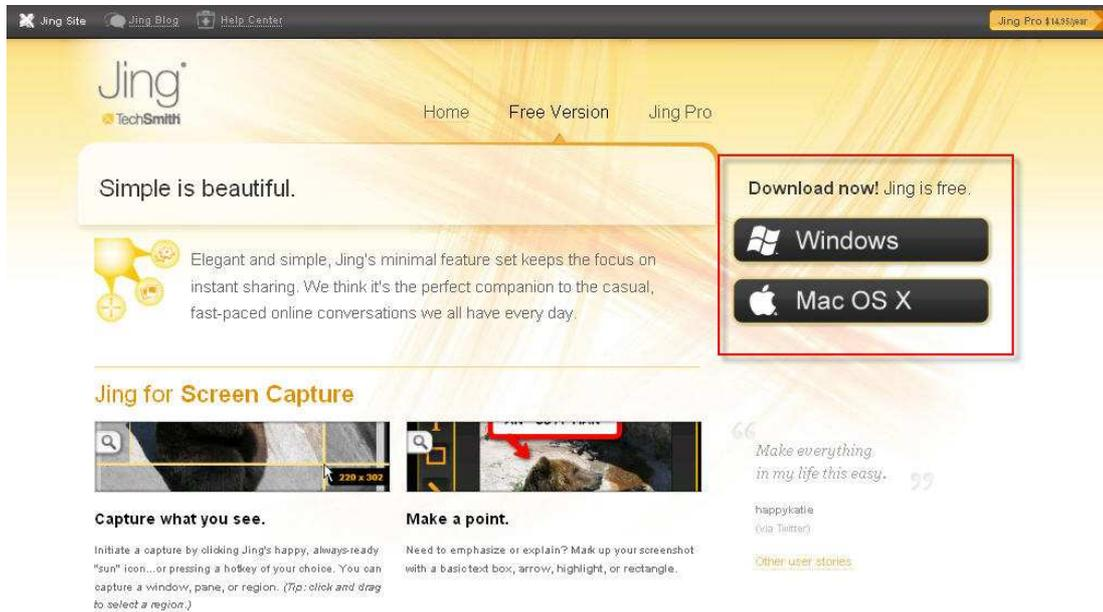 Jing Site Jing Blog Help Center Jing Pro $14.95/year
Jing
TechSmith
Home Free Version Jing Pro
Simple is beautiful.
Download now! Jing is free.
Windows
Mac OS X
Elegant and simple, Jing's minimal feature set keeps the focus on
instant sharing. We think it's the perfect companion to the casual,
fast-paced online conversations we all have every day.
Jing for Screen Capture
220 x 302
Capture what you see.
Initiate a capture by clicking Jing's happy, always-ready
"sun" icon...or pressing a hotkey of your choice. You can
capture a window, pane, or region. (Tip: click and drag
to select a region.)
Make a point.
Need to emphasize or explain? Mark up your screenshot
with a basic text box, arrow, highlight, or rectangle.
“Make everything
in my life this easy.”
happykatie
(via Twitter)
Other user stories